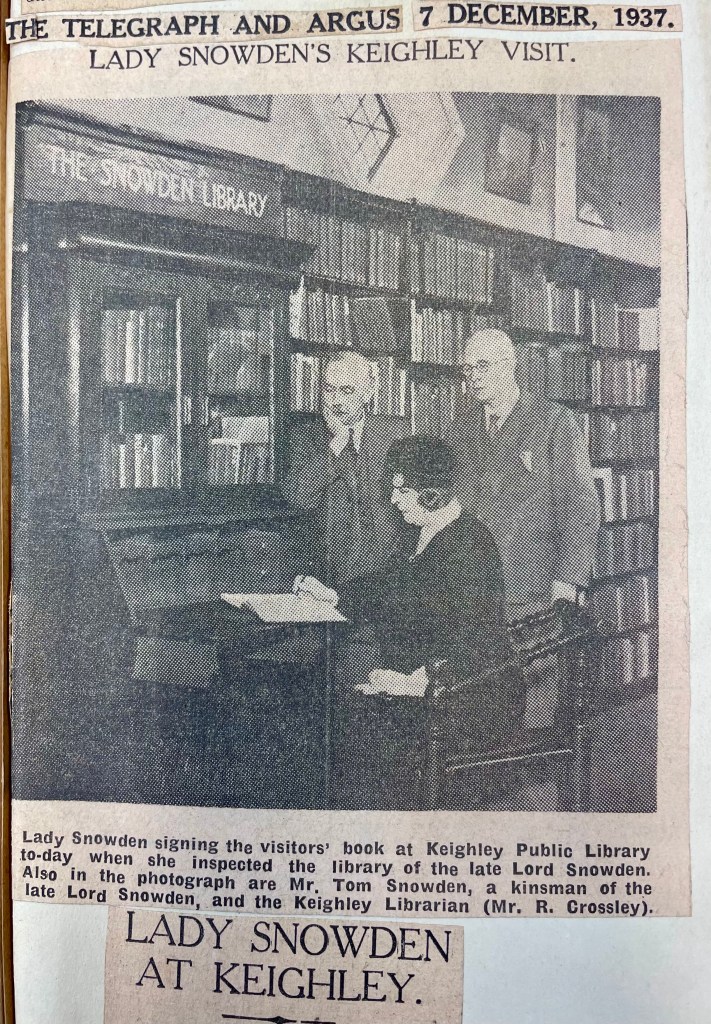 THE TELEGRAPH AND ARGUS 7 DECEMBER, 1937.
LADY SNOWDEN'S KEIGHLEY VISIT.
THE SNOWDEN LIBRARY
Lady Snowden signing the visitors' book at Keighley Public Library
to-day when she inspected the library of the late Lord Snowden.
Also in the photograph are Mr. Tom Snowden, a kinsman of the
late Lord Snowden, and the Keighley Librarian (Mr. R. Crossley).
LADY SNOWDEN
AT KEIGHLEY.